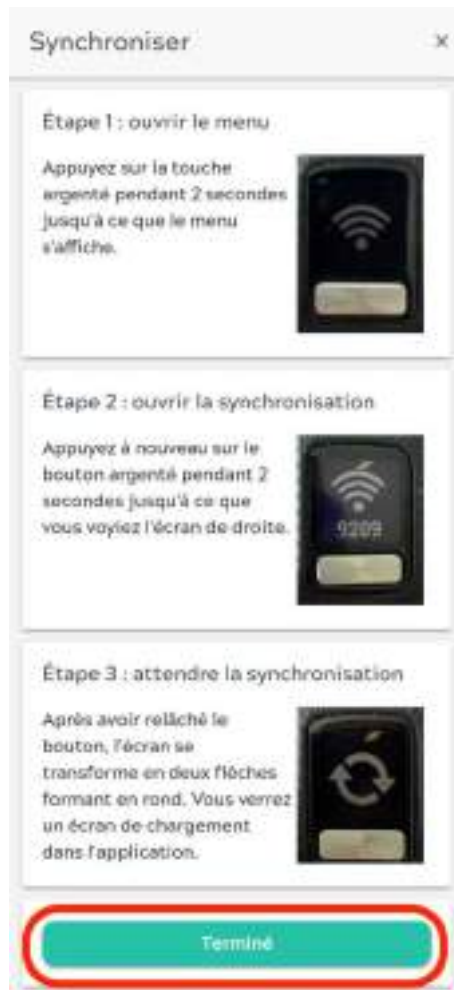 Synchroniser ×
Étape 1 : ouvrir le menu
Appuyez sur la touche
argenté pendant 2 secondes
jusqu'à ce que le menu
s'affiche.
Étape 2 : ouvrir la synchronisation
Appuyez à nouveau sur le
bouton argenté pendant 2
secondes jusqu'à ce que
vous voyiez l'écran de droite.
9209
Étape 3 : attendre la synchronisation
Après avoir relâché le
bouton, l'écran se
transforme en deux flèches
formant en rond. Vous verrez
un écran de chargement
dans l'application.
Terminé